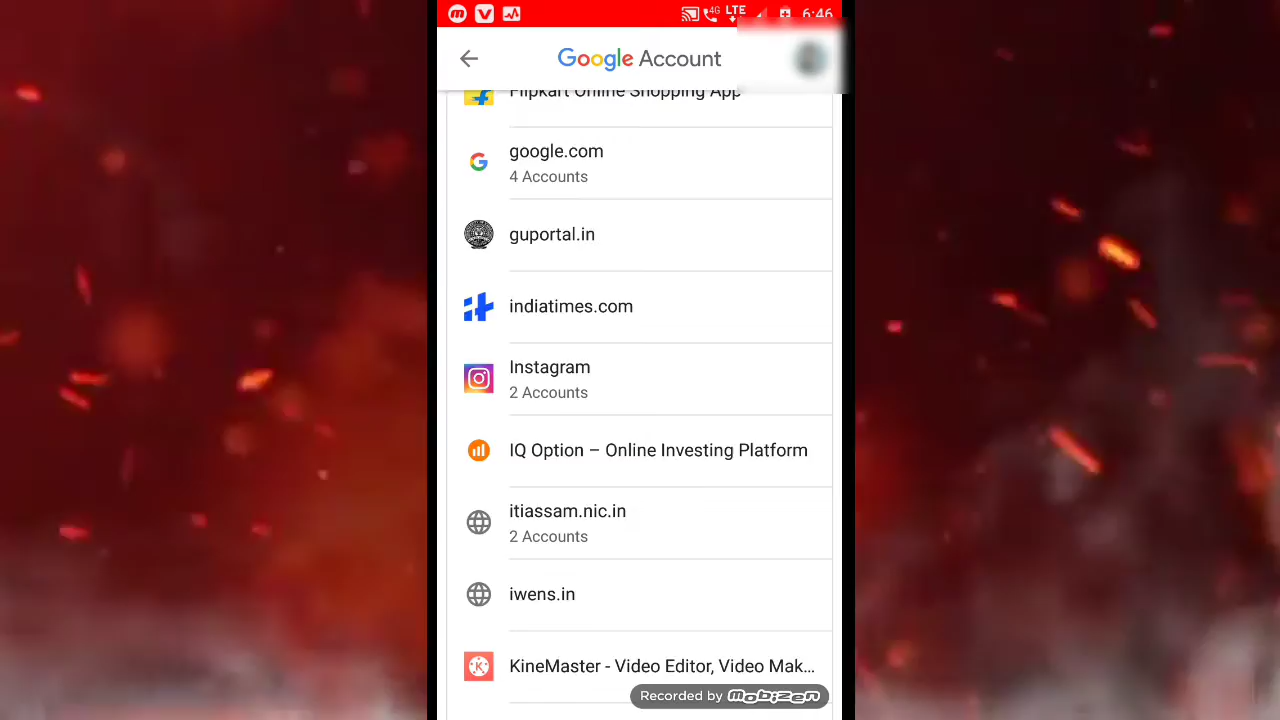 4G LTE 6:46
Google Account
Flipkart Online Shopping App
google.com
4 Accounts
guportal.in
indiatimes.com
Instagram
2 Accounts
IQ Option – Online Investing Platform
itiassam.nic.in
2 Accounts
iwens.in
KineMaster - Video Editor, Video Mak...
Recorded by mobizen